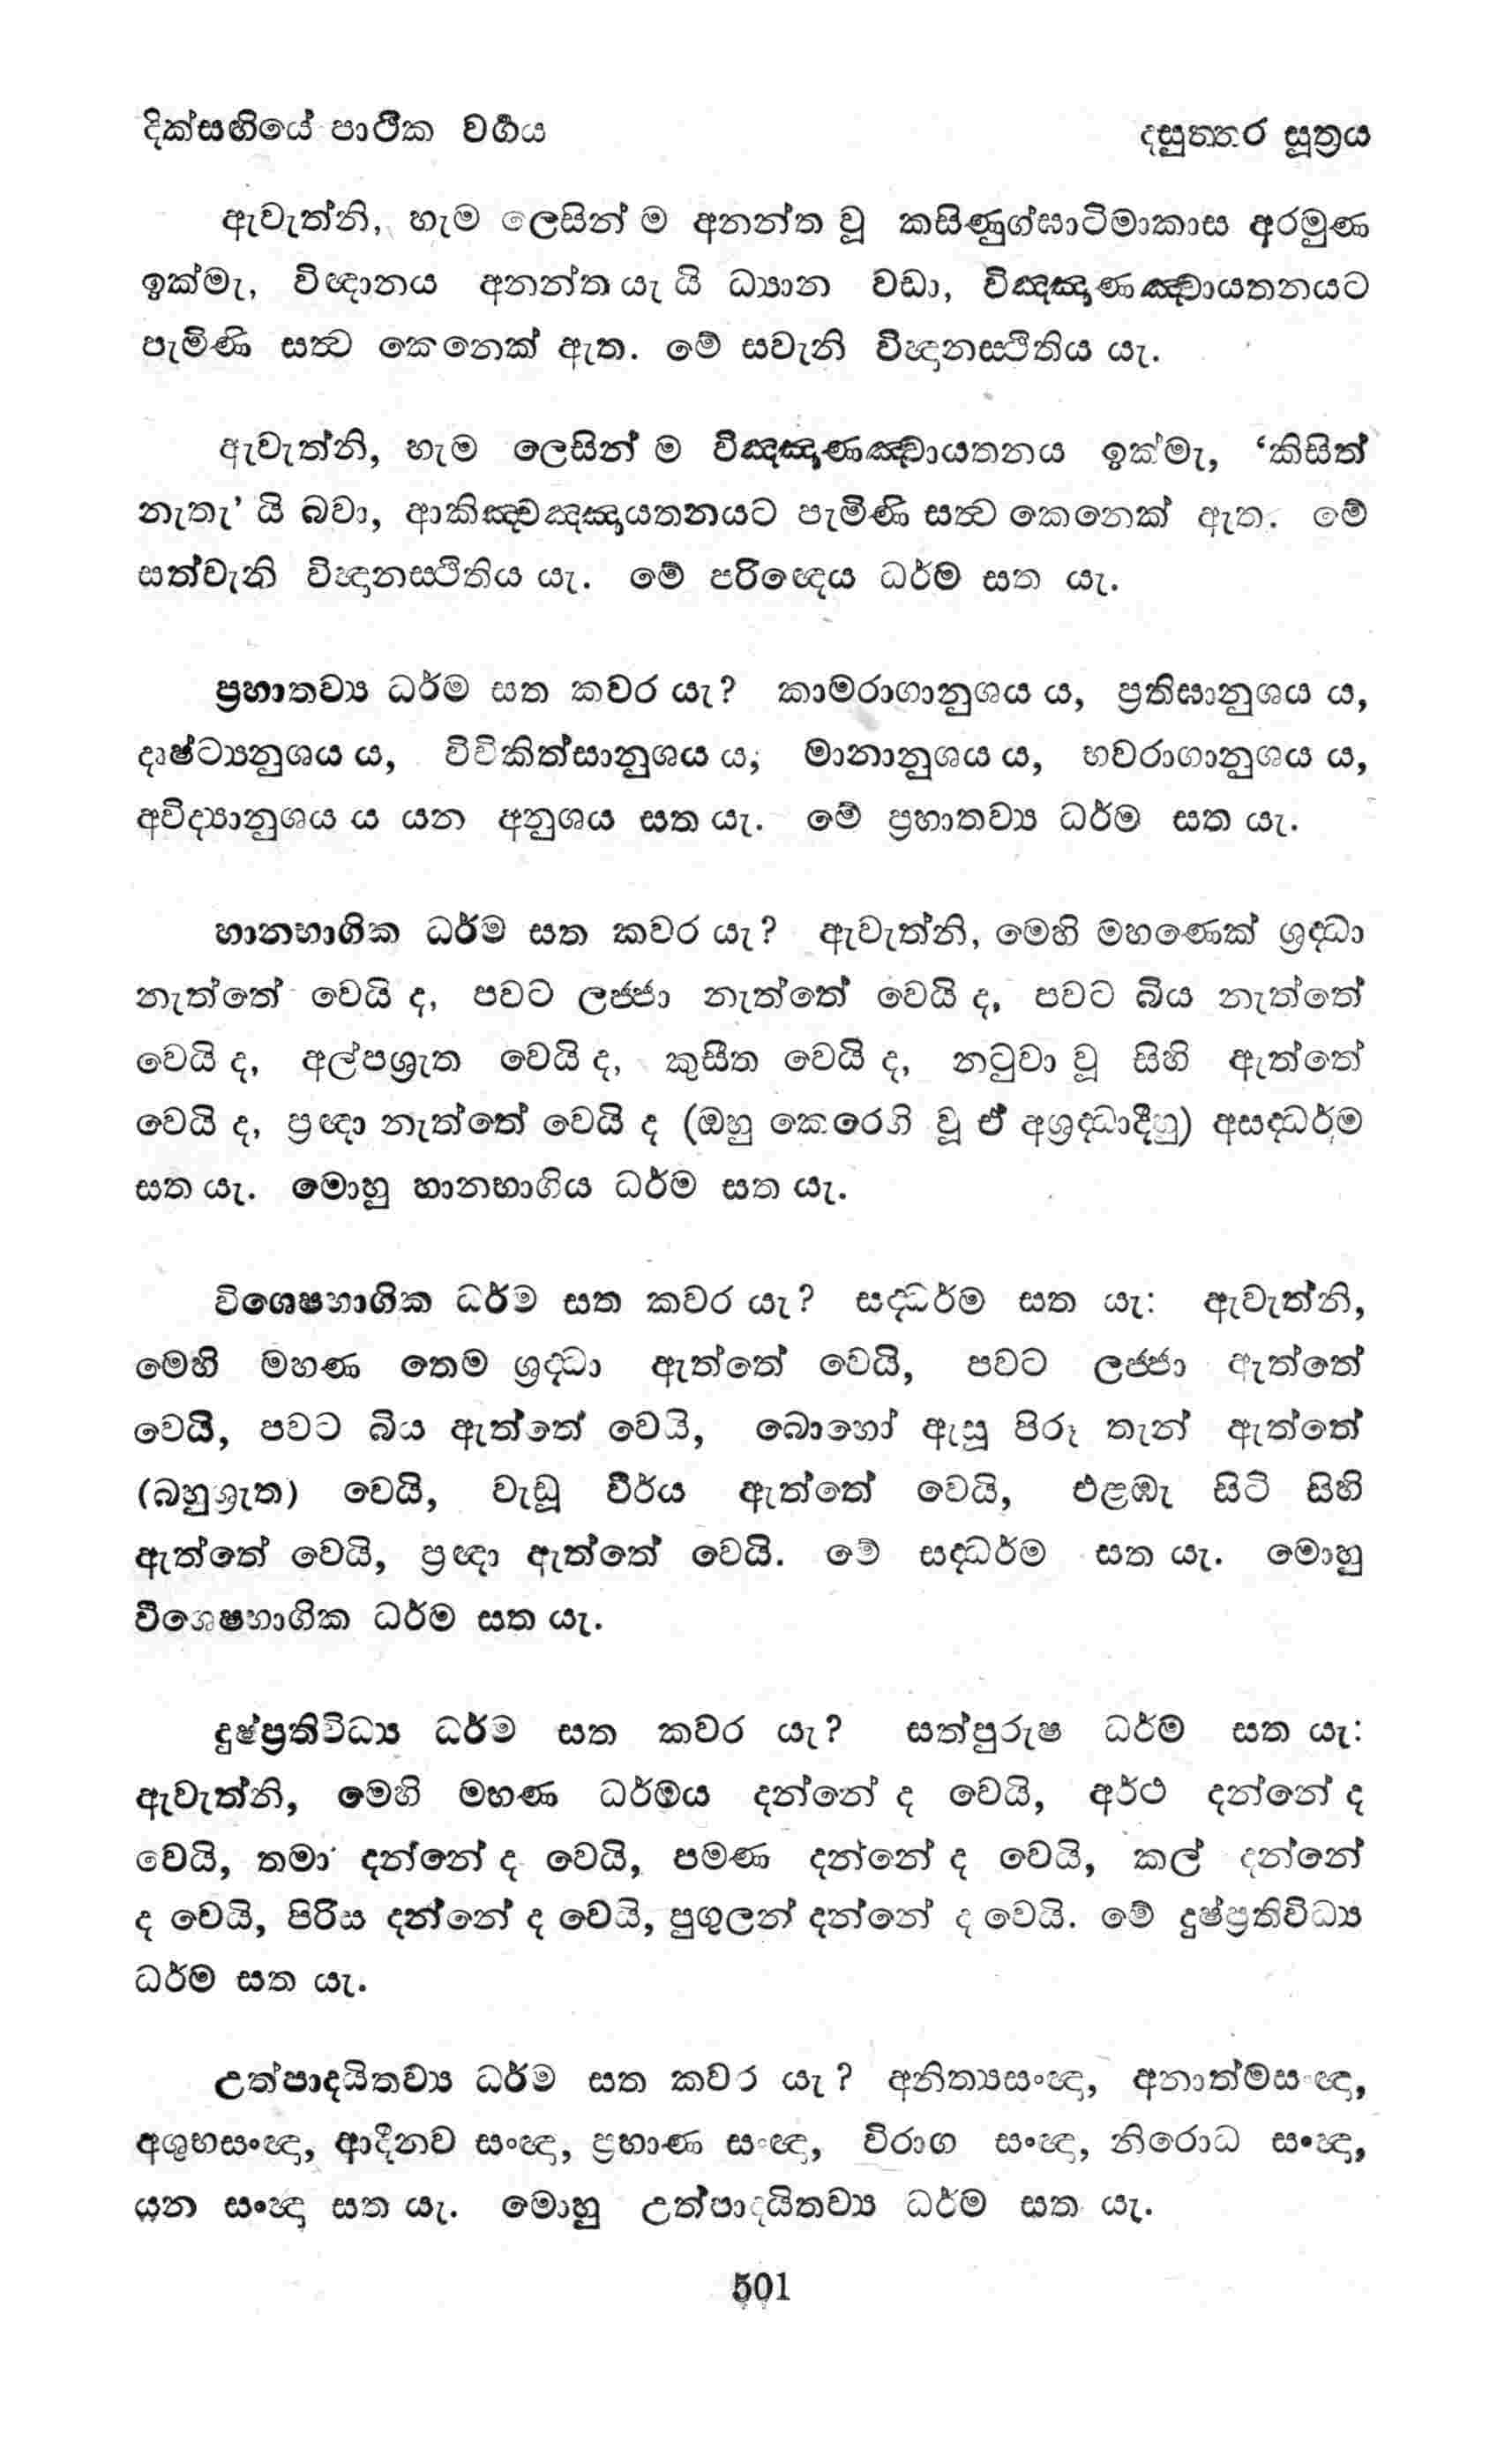 දික්සඟියේ පාථික වර්‍ගය
දසුත්තර සූත්‍රය
ඇවැත්නි, හැම ලෙසින් ම අනන්ත වූ කසිණුග්ඝාටිමාකාස අරමුණ
ඉක්මැ, විඥානය අනන්ත යැ යි ධ්‍යාන වඩා, විඤ්ඤාණඤ්චායතනයට
පැමිණි සත්‍ව කෙනෙක් ඇත. මේ සවැනි විඥානස්ථිතිය යැ.
ඇවැත්නි, හැම ලෙසින් ම විඤ්ඤාණඤ්චායතනය ඉක්මැ, ‘කිසිත්
නැතැ’ යි බවා, ආකිඤ්චඤ්ඤායතනයට පැමිණි සත්‍ව කෙනෙක් ඇත. මේ
සත්වැනි විඥානස්ථිතිය යැ. මේ පරිඥෙය ධර්ම සත යැ.
ප්‍රහාතව්‍ය ධර්ම සත කවර යැ? කාමරාගානුශය ය, ප්‍රතිඝානුශය ය,
දෘෂ්ට්‍යනුශය ය, විචිකිත්සානුශය ය, මානානුශය ය, භවරාගානුශය ය,
අවිද්‍යානුශය ය යන අනුශය සත යැ. මේ ප්‍රහාතව්‍ය ධර්ම සත යැ.
හානභාගික ධර්ම සත කවර යැ? ඇවැත්නි, මෙහි මහණෙක් ශ්‍රද්ධා
නැත්තේ වෙයි ද, පවට ලජ්ජා නැත්තේ වෙයි ද, පවට බිය නැත්තේ
වෙයි ද, අල්පශ්‍රැත වෙයි ද, කුසීත වෙයි ද, නටුවා වූ සිහි ඇත්තේ
වෙයි ද, ප්‍රඥා නැත්තේ වෙයි ද (ඔහු කෙරෙහි වූ ඒ අශ්‍රද්ධාදීහු) අසද්ධර්ම
සත යැ. මොහු හානභාගිය ධර්ම සත යැ.
විශෙෂභාගික ධර්ම සත කවර යැ? සද්ධර්ම සත යැ: ඇවැත්නි,
මෙහි මහණ තෙම ශ්‍රද්ධා ඇත්තේ වෙයි, පවට ලජ්ජා ඇත්තේ
වෙයි, පවට බිය ඇත්තේ වෙයි, බොහෝ ඇසූ පිරූ තැන් ඇත්තේ
(බහුශ්‍රැත) වෙයි, වැඩූ වීර්ය ඇත්තේ වෙයි, එළඹැ සිටි සිහි
ඇත්තේ වෙයි, ප්‍රඥා ඇත්තේ වෙයි. මේ සද්ධර්ම සත යැ. මොහු
විශෙෂභාගික ධර්ම සත යැ.
දුෂ්ප්‍රතිවිධ්‍ය ධර්ම සත කවර යැ? සත්පුරුෂ ධර්ම සත යැ:
ඇවැත්නි, මෙහි මහණ ධර්මය දන්නේ ද වෙයි, අර්ථ දන්නේ ද
වෙයි, තමා දන්නේ ද වෙයි, පමණ දන්නේ ද වෙයි, කල් දන්නේ
ද වෙයි, පිරිස දන්නේ ද වෙයි, පුගුලන් දන්නේ ද වෙයි. මේ දුෂ්ප්‍රතිවිධ්‍ය
ධර්ම සත යැ.
උත්පාදයිතව්‍ය ධර්ම සත කවර යැ? අනිත්‍යසංඥා, අනාත්මසංඥා,
අශුභසංඥා, ආදීනව සංඥා, ප්‍රහාණ සංඥා, විරාග සංඥා, නිරොධ සංඥා,
යන සංඥා සත යැ. මොහු උත්පාදයිතව්‍ය ධර්ම සත යැ.
501